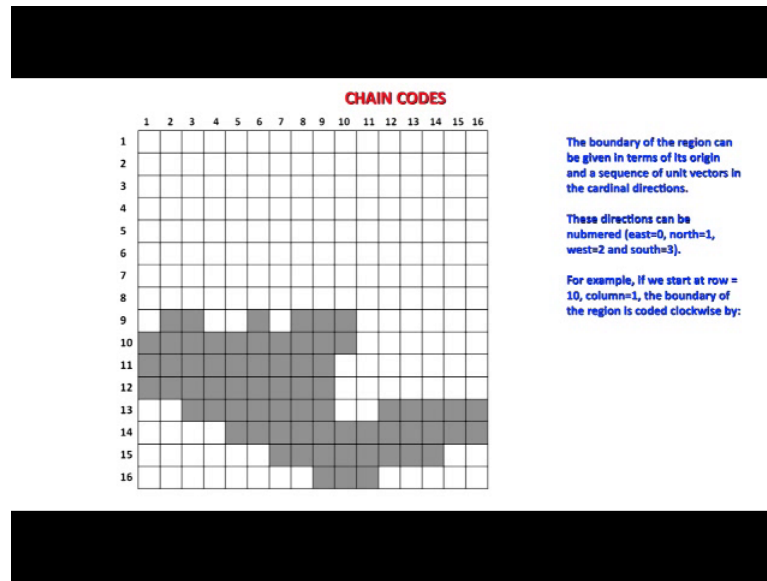 CHAIN CODES
1 2 3 4 5 6 7 8 9 10 11 12 13 14 15 16
1
2
3
4
5
6
7
8
9
10
11
12
13
14
15
16
The boundary of the region can
be given in terms of its origin
and a sequence of unit vectors in
the cardinal directions.
These directions can be
nubmered (east=0, north=1,
west=2 and south=3).
For example, if we start at row =
10, column=1, the boundary of
the region is coded clockwise by: